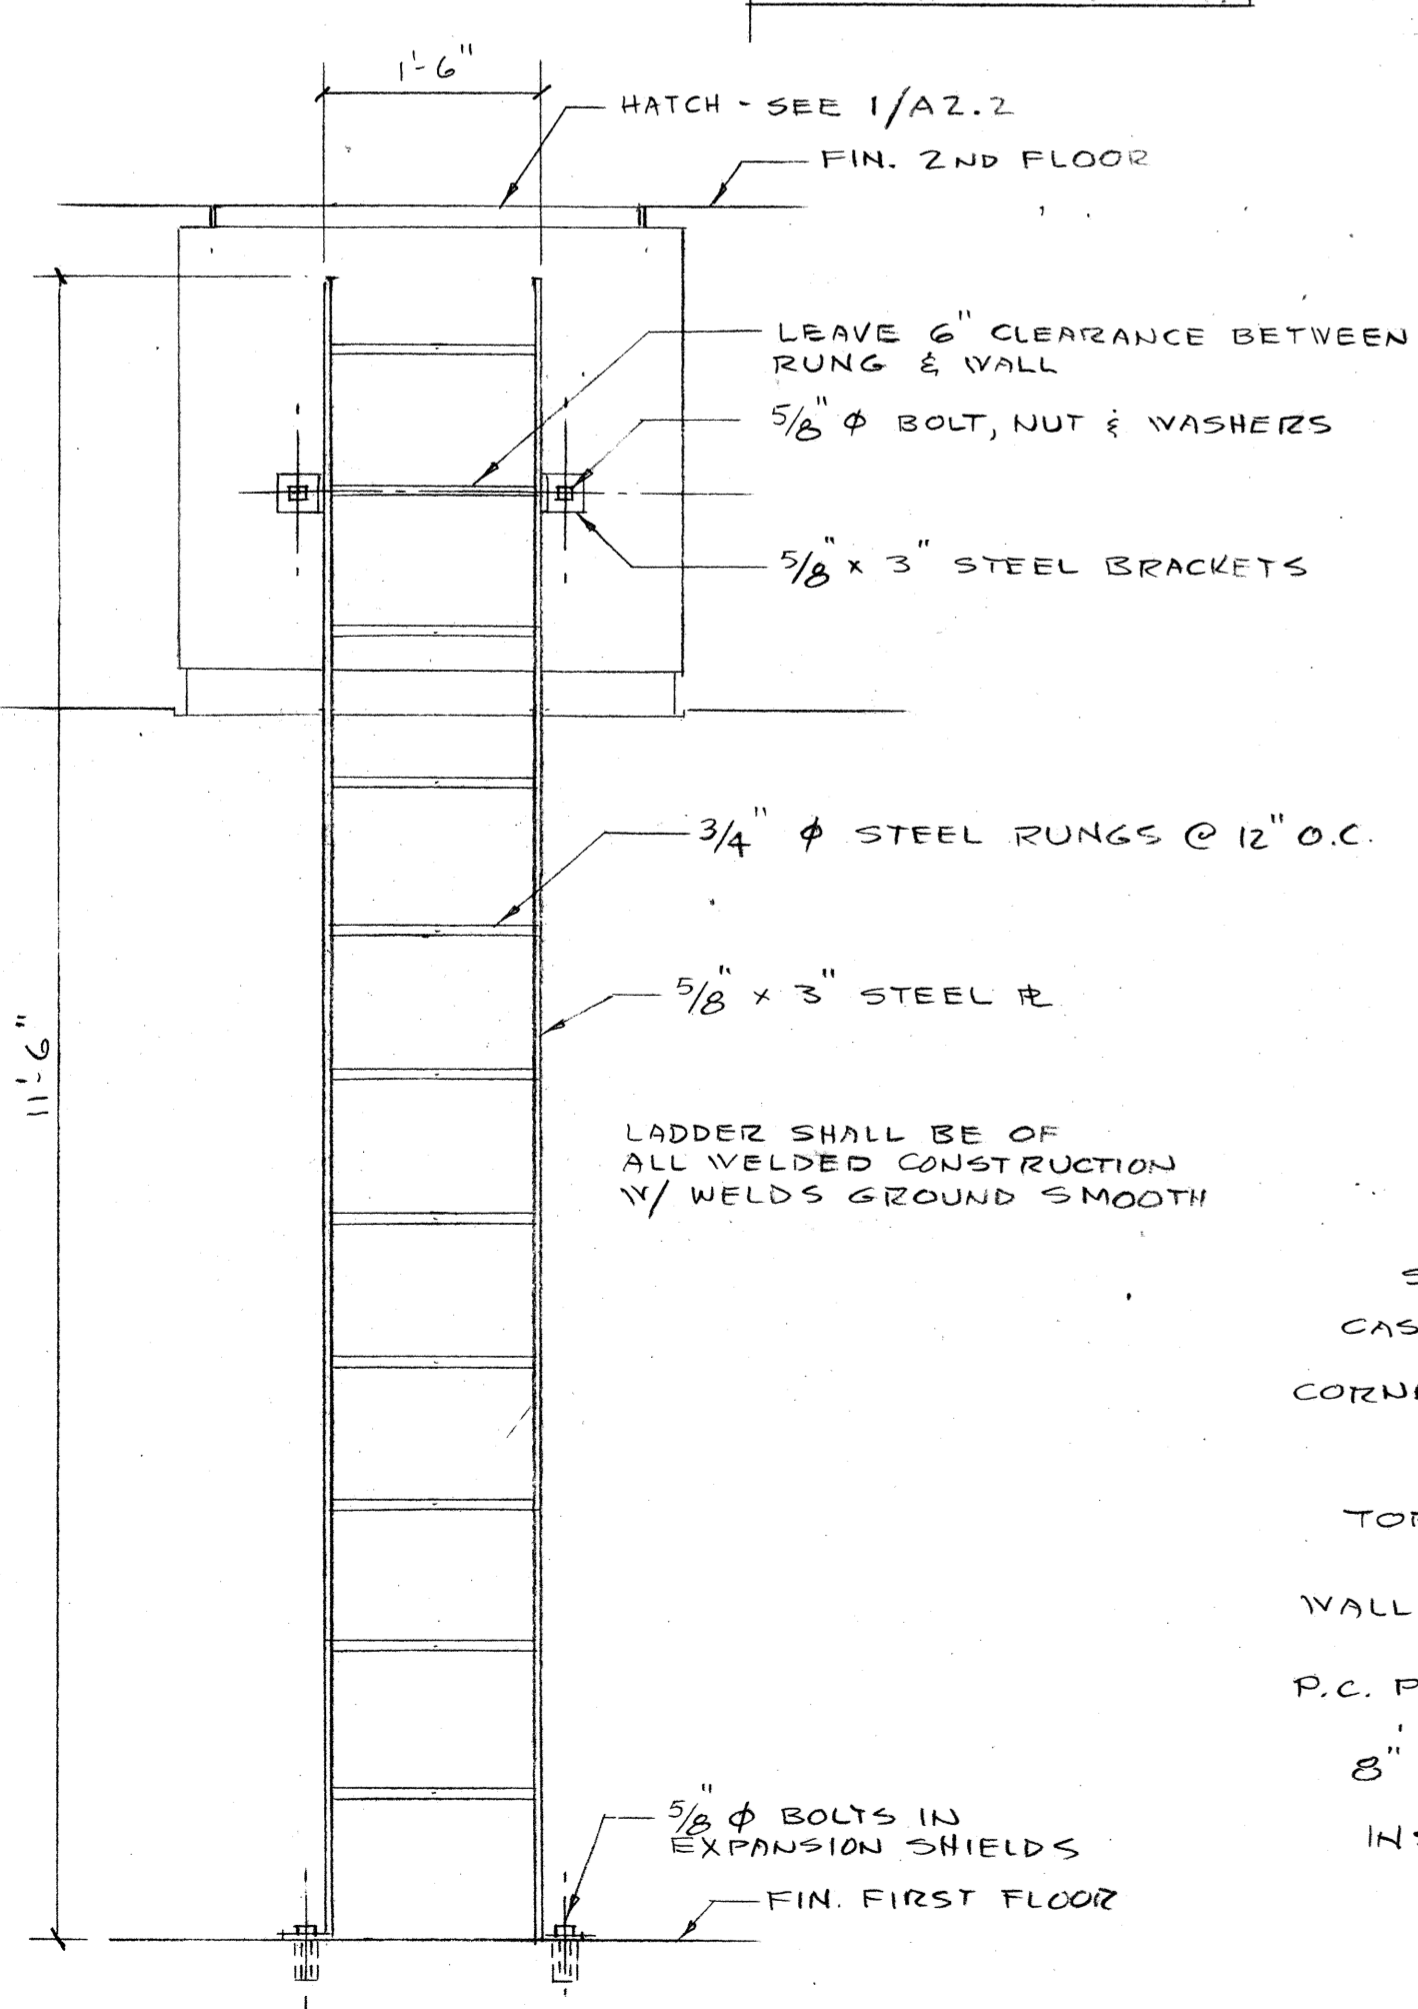 1'-6"
HATCH - SEE 1/A2.2
FIN. 2ND FLOOR
LEAVE 6" CLEARANCE BETWEEN
RUNG & WALL
5/8" ϕ BOLT, NUT & WASHERS
5/8" x 3" STEEL BRACKETS
3/4" ϕ STEEL RUNGS @ 12" O.C.
5/8" x 3" STEEL ⅊
11'-6"
LADDER SHALL BE OF
ALL WELDED CONSTRUCTION
W/ WELDS GROUND SMOOTH
S
CAS
CORN
TOP
WALL
P.C. P
8"
INS
5/8" ϕ BOLTS IN
EXPANSION SHIELDS
FIN. FIRST FLOOR